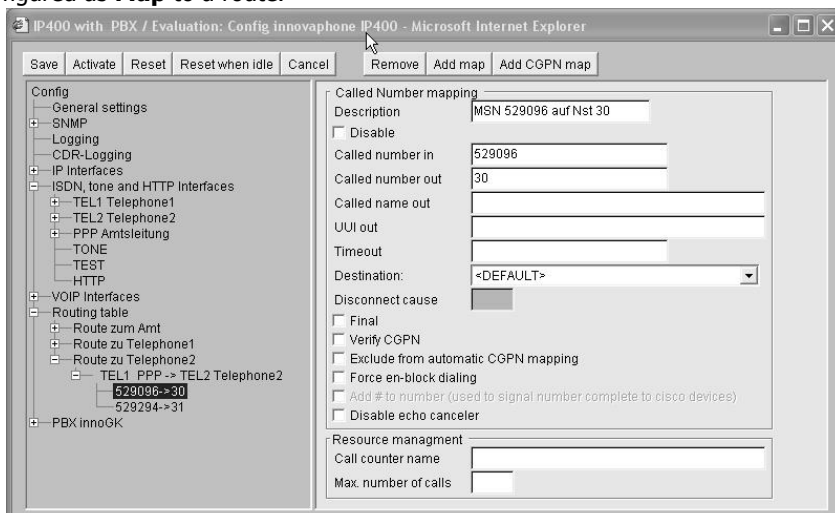 figured as Map to a route.
IP400 with PBX / Evaluation: Config innovaphone IP400 - Microsoft Internet Explorer
Save Activate Reset Reset when idle Cancel Remove Add map Add CGPN map
Config
General settings
SNMP
Logging
CDR-Logging
IP Interfaces
ISDN, tone and HTTP Interfaces
TEL1 Telephone1
TEL2 Telephone2
PPP Amtsleitung
TONE
TEST
HTTP
VOIP Interfaces
Routing table
Route zum Amt
Route zu Telephone1
Route zu Telephone2
TEL1 PPP -> TEL2 Telephone2
529096->30
529294->31
PBX innoGK
Called Number mapping
Description MSN 529096 auf Nst 30
Disable
Called number in 529096
Called number out 30
Called name out
UUI out
Timeout
Destination: <DEFAULT>
Disconnect cause
Final
Verify CGPN
Exclude from automatic CGPN mapping
Force en-block dialing
Add # to number (used to signal number complete to cisco devices)
Disable echo canceler
Resource managment
Call counter name
Max. number of calls